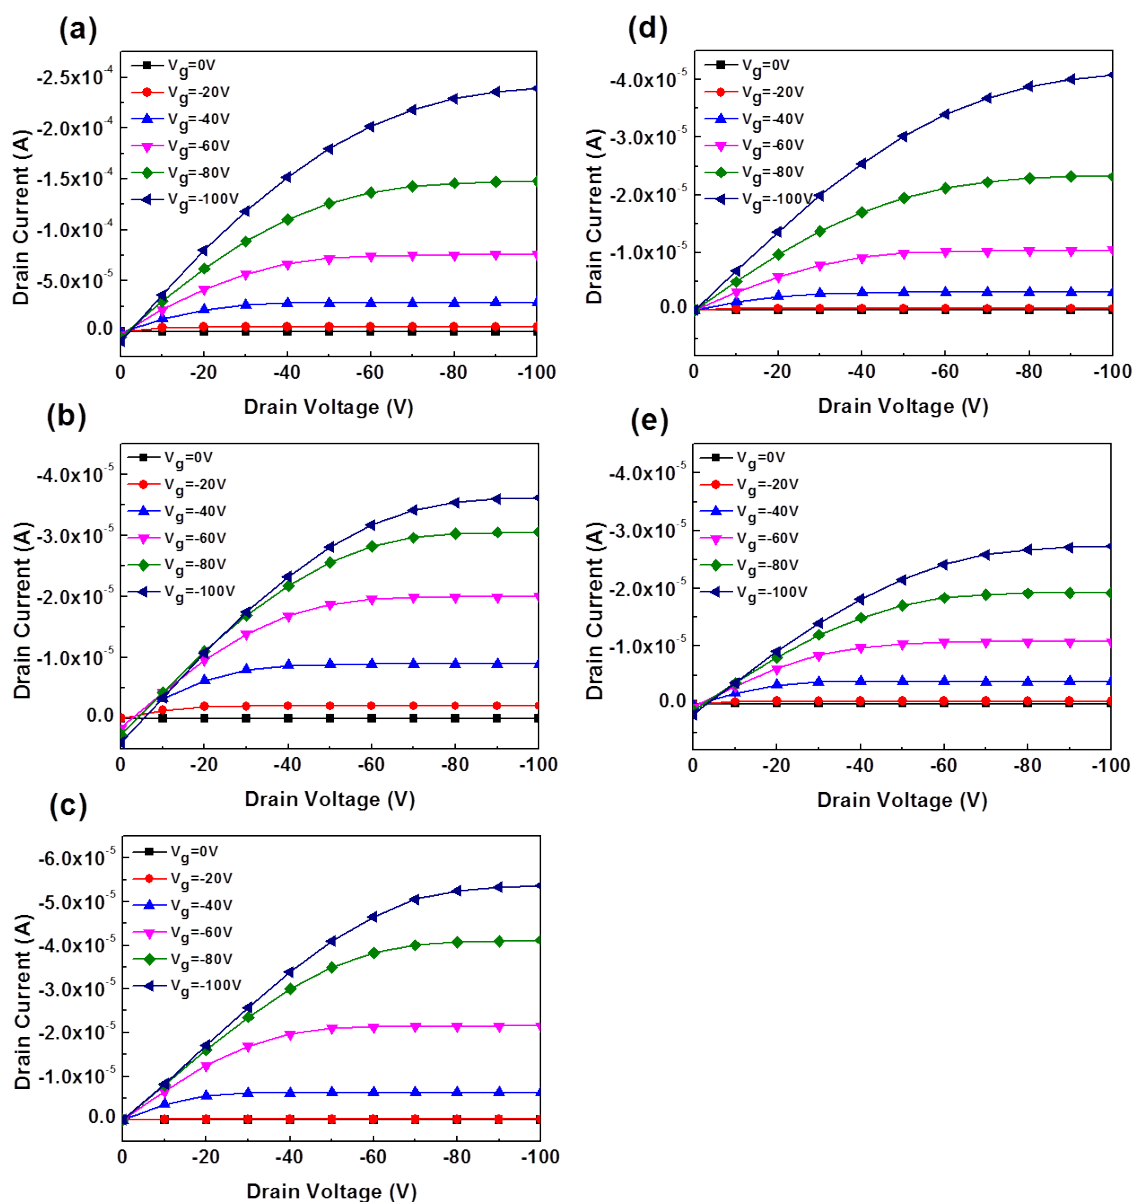 (a)
Drain Current (A)
-2.5x10⁻⁴
-2.0x10⁻⁴
-1.5x10⁻⁴
-1.0x10⁻⁴
-5.0x10⁻⁵
0.0
Vg=0V
Vg=-20V
Vg=-40V
Vg=-60V
Vg=-80V
Vg=-100V
0 -20 -40 -60 -80 -100
Drain Voltage (V)
(d)
Drain Current (A)
-4.0x10⁻⁵
-3.0x10⁻⁵
-2.0x10⁻⁵
-1.0x10⁻⁵
0.0
Vg=0V
Vg=-20V
Vg=-40V
Vg=-60V
Vg=-80V
Vg=-100V
0 -20 -40 -60 -80 -100
Drain Voltage (V)
(b)
Drain Current (A)
-4.0x10⁻⁵
-3.0x10⁻⁵
-2.0x10⁻⁵
-1.0x10⁻⁵
0.0
Vg=0V
Vg=-20V
Vg=-40V
Vg=-60V
Vg=-80V
Vg=-100V
0 -20 -40 -60 -80 -100
Drain Voltage (V)
(e)
Drain Current (A)
-4.0x10⁻⁵
-3.0x10⁻⁵
-2.0x10⁻⁵
-1.0x10⁻⁵
0.0
Vg=0V
Vg=-20V
Vg=-40V
Vg=-60V
Vg=-80V
Vg=-100V
0 -20 -40 -60 -80 -100
Drain Voltage (V)
(c)
Drain Current (A)
-6.0x10⁻⁵
-5.0x10⁻⁵
-4.0x10⁻⁵
-3.0x10⁻⁵
-2.0x10⁻⁵
-1.0x10⁻⁵
0.0
Vg=0V
Vg=-20V
Vg=-40V
Vg=-60V
Vg=-80V
Vg=-100V
0 -20 -40 -60 -80 -100
Drain Voltage (V)